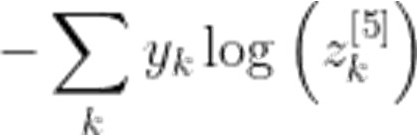 $-\sum_{k} y_k \log \left( z_k^{[5]} \right)$